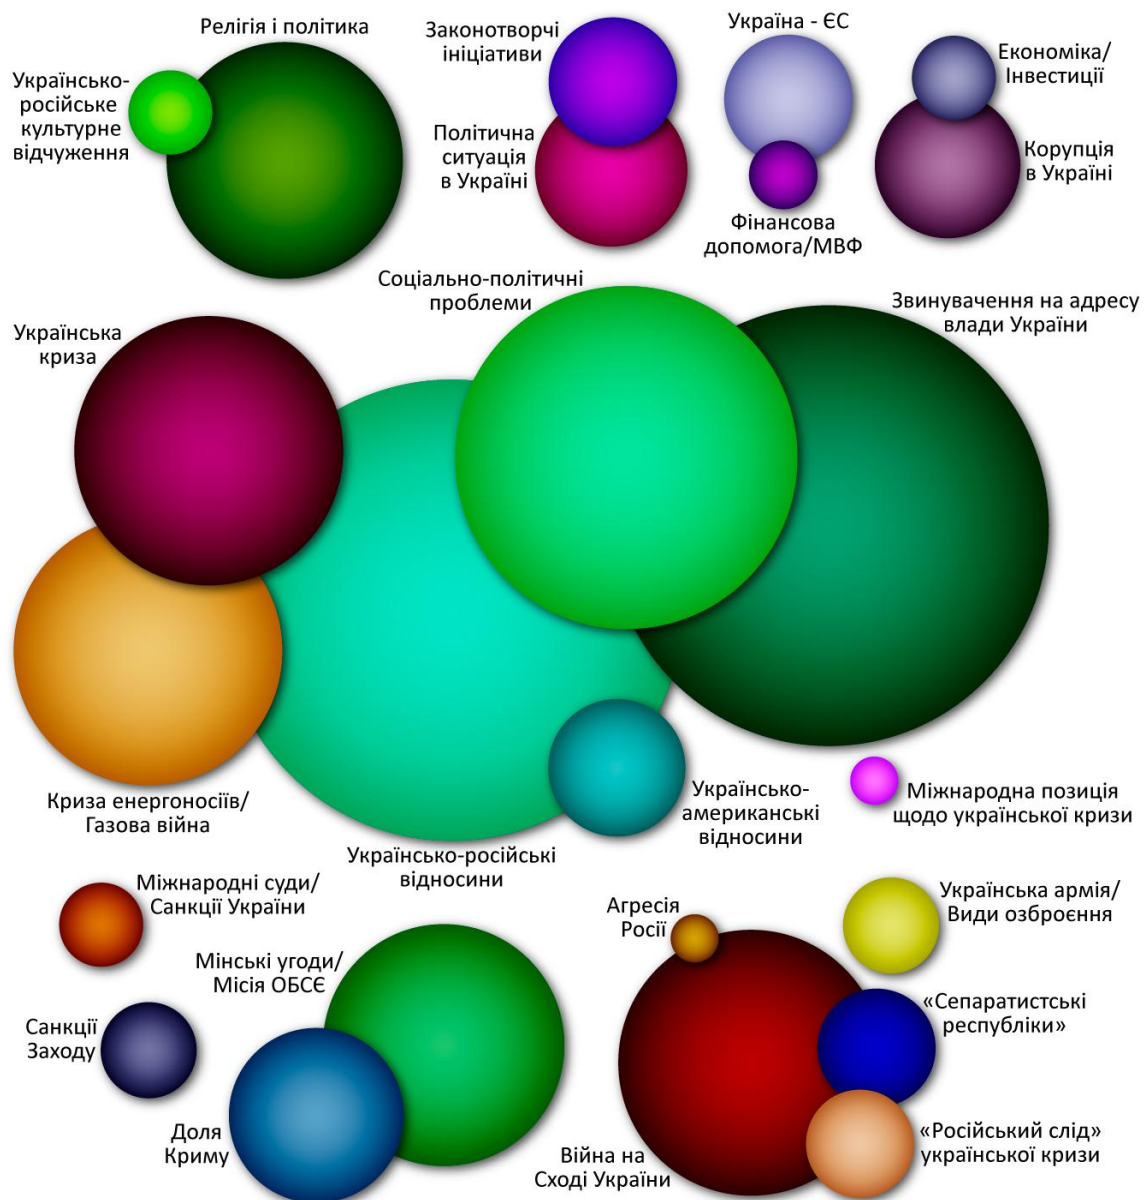 Релігія і політика
Українсько-
російське
культурне
відчуження
Законотворчі
ініціативи
Політична
ситуація
в Україні
Україна - ЄС
Фінансова
допомога/МВФ
Економіка/
Інвестиції
Корупція
в Україні
Соціально-політичні
проблеми
Звинувачення на адресу
влади України
Українська
криза
Криза енергоносіїв/
Газова війна
Українсько-російські
відносини
Українсько-
американські
відносини
Міжнародна позиція
щодо української кризи
Міжнародні суди/
Санкції України
Санкції
Заходу
Мінські угоди/
Місія ОБСЄ
Доля
Криму
Агресія
Росії
Війна на
Сході України
Українська армія/
Види озброєння
«Сепаратистські
республіки»
«Російський слід»
української кризи